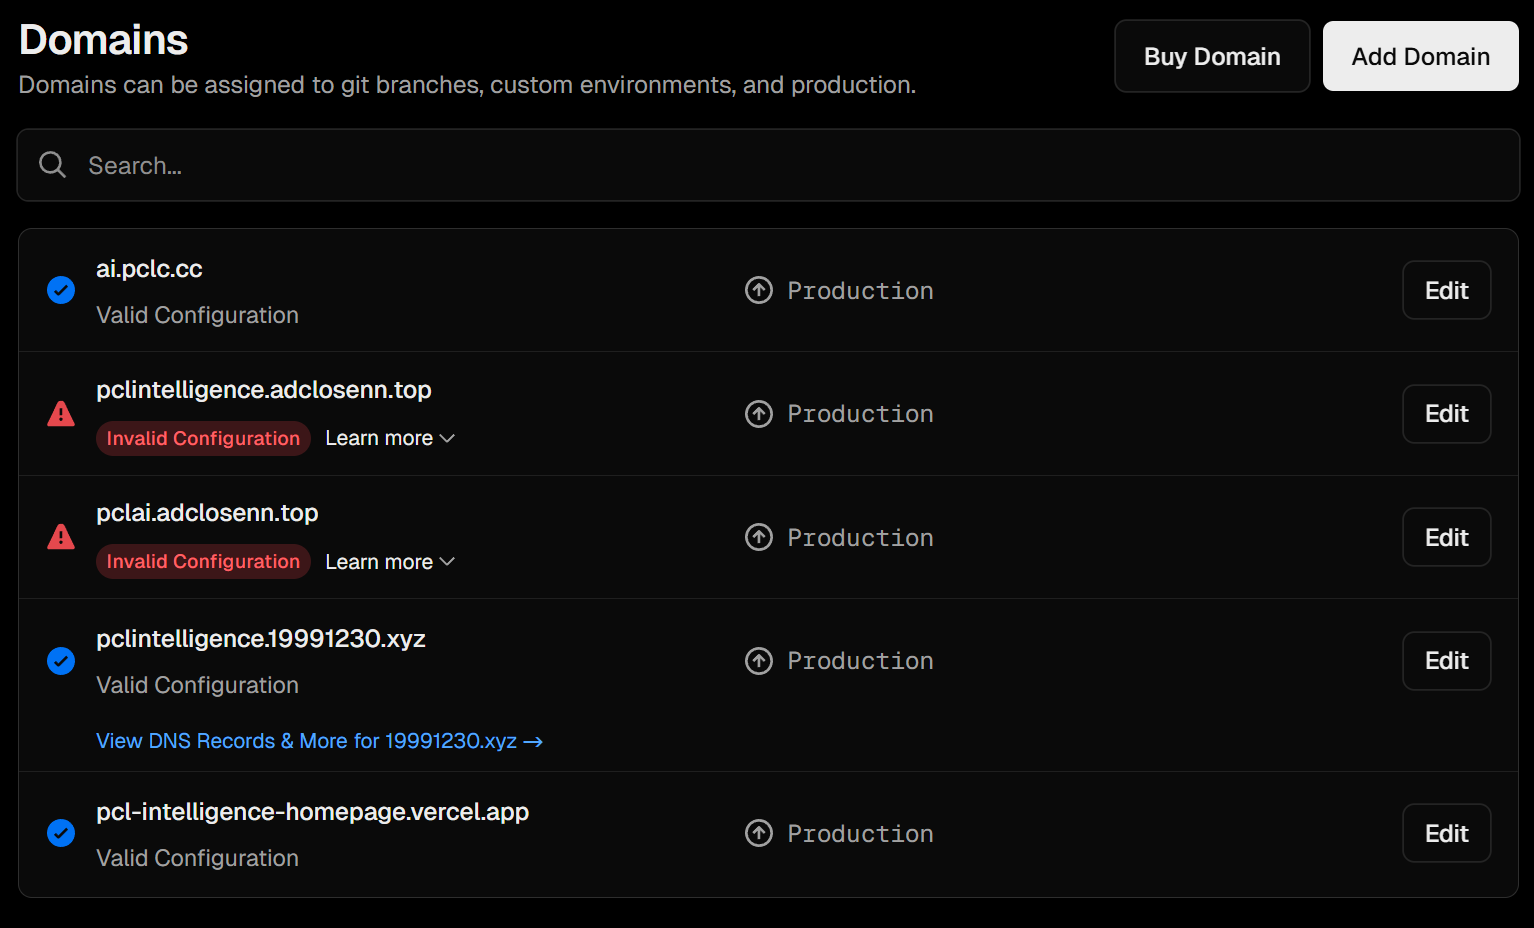 Domains
Domains can be assigned to git branches, custom environments, and production.
Buy Domain
Add Domain
Search...
ai.pclc.cc
Valid Configuration
Production
Edit
pclintelligence.adclosenn.top
Invalid Configuration
Learn more
Production
Edit
pclai.adclosenn.top
Invalid Configuration
Learn more
Production
Edit
pclintelligence.19991230.xyz
Valid Configuration
View DNS Records & More for 19991230.xyz →
Production
Edit
pcl-intelligence-homepage.vercel.app
Valid Configuration
Production
Edit